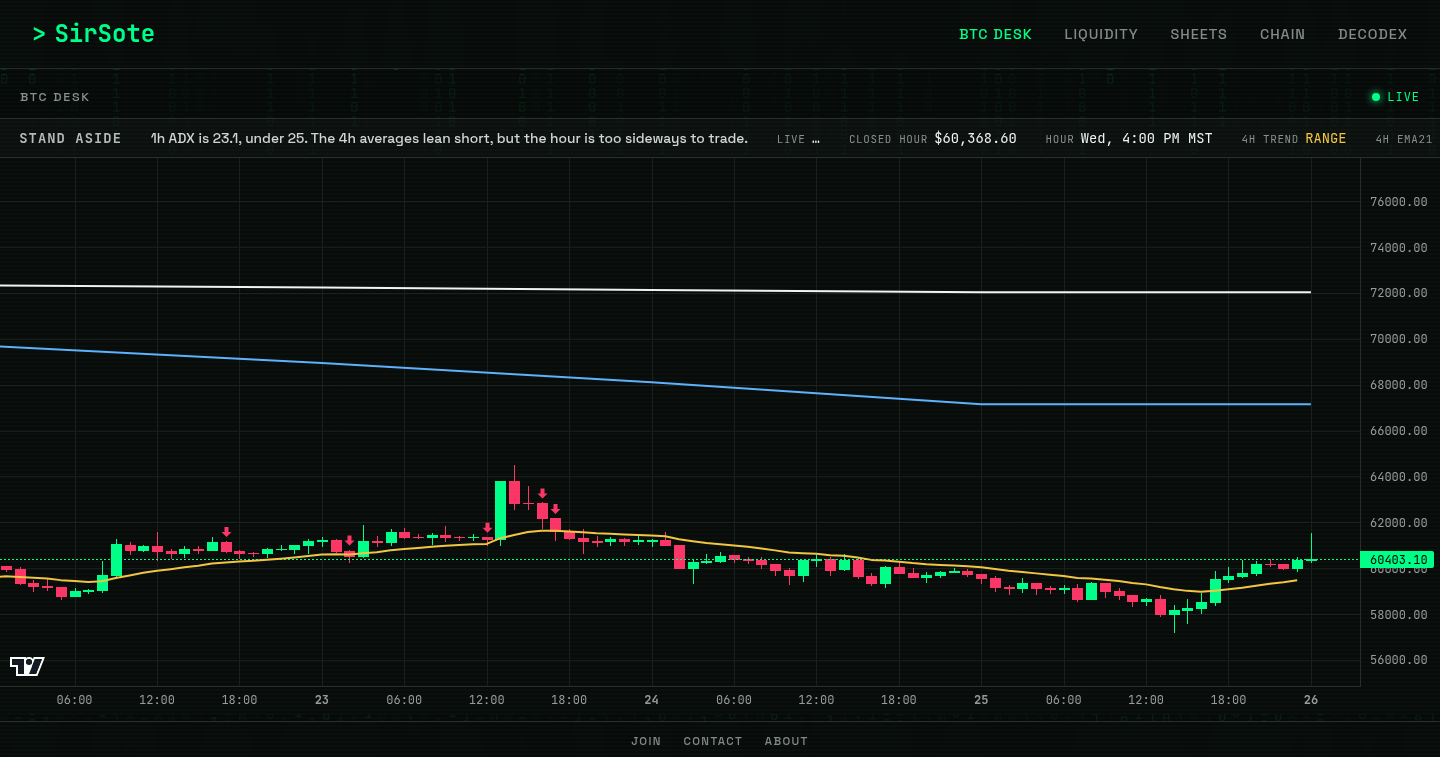 > SirSote
BTC DESK LIQUIDITY SHEETS CHAIN DECODEX
BTC DESK
LIVE
STAND ASIDE 1h ADX is 23.1, under 25. The 4h averages lean short, but the hour is too sideways to trade. LIVE … CLOSED HOUR $60,368.60 HOUR Wed, 4:00 PM MST 4H TREND RANGE 4H EMA21
76000.00
74000.00
72000.00
70000.00
68000.00
66000.00
64000.00
62000.00
60403.10
60000.00
58000.00
56000.00
06:00 12:00 18:00 23 06:00 12:00 18:00 24 06:00 12:00 18:00 25 06:00 12:00 18:00 26
JOIN CONTACT ABOUT